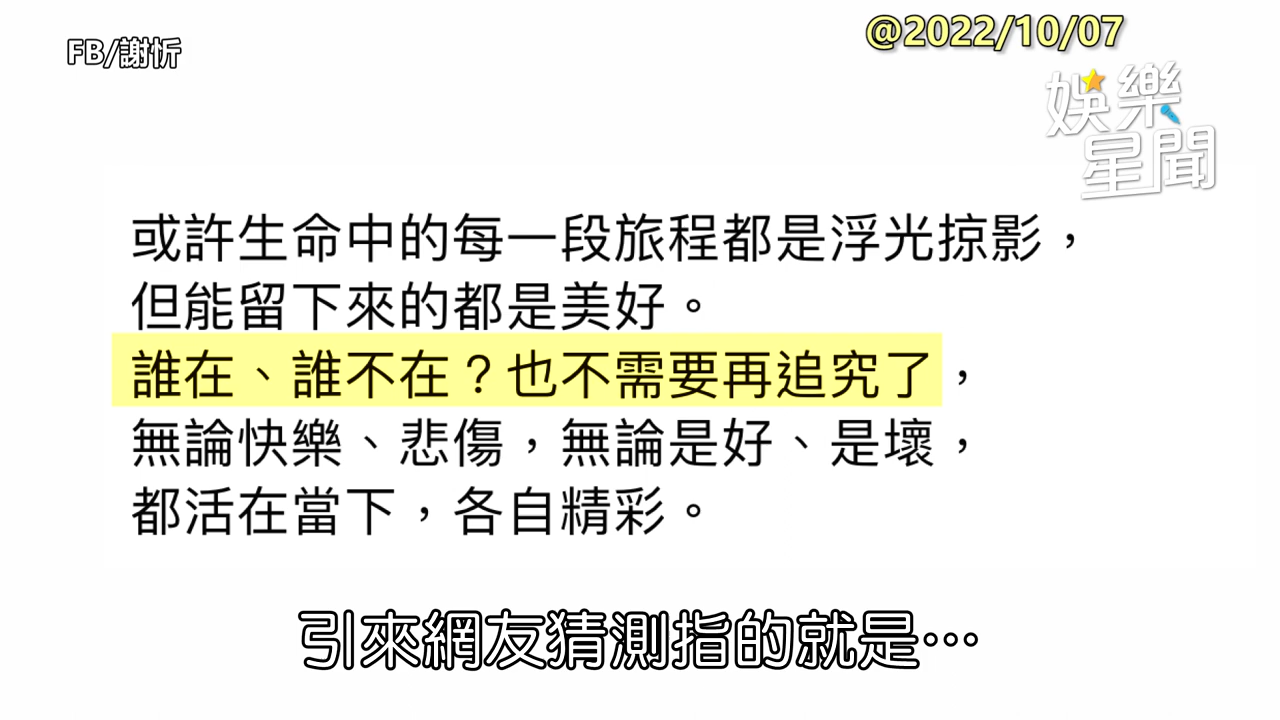 FB/謝忻
@2022/10/07
娛樂
星聞
或許生命中的每一段旅程都是浮光掠影，
但能留下來的都是美好。
誰在、誰不在？也不需要再追究了，
無論快樂、悲傷，無論是好、是壞，
都活在當下，各自精彩。
引來網友猜測指的就是…